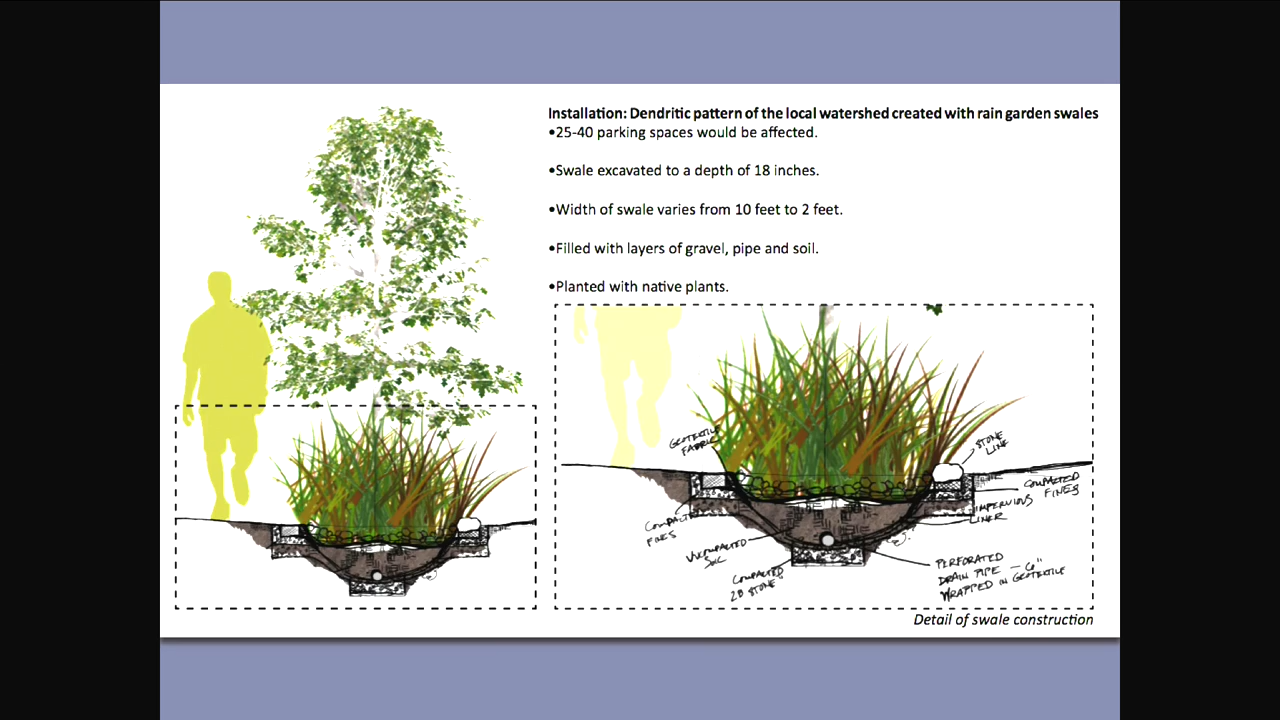 Installation: Dendritic pattern of the local watershed created with rain garden swales
•25-40 parking spaces would be affected.
•Swale excavated to a depth of 18 inches.
•Width of swale varies from 10 feet to 2 feet.
•Filled with layers of gravel, pipe and soil.
•Planted with native plants.
GEOTEXTILE
FABRIC
STONE
LINE
COMPACTED
FINES
IMPERVIOUS
LINER
COMPACTED
FINES
UNCOMPACTED
SOIL
COMPACTED
2B STONE
PERFORATED
DRAIN PIPE — 6"
WRAPPED IN GEOTEXTILE
Detail of swale construction